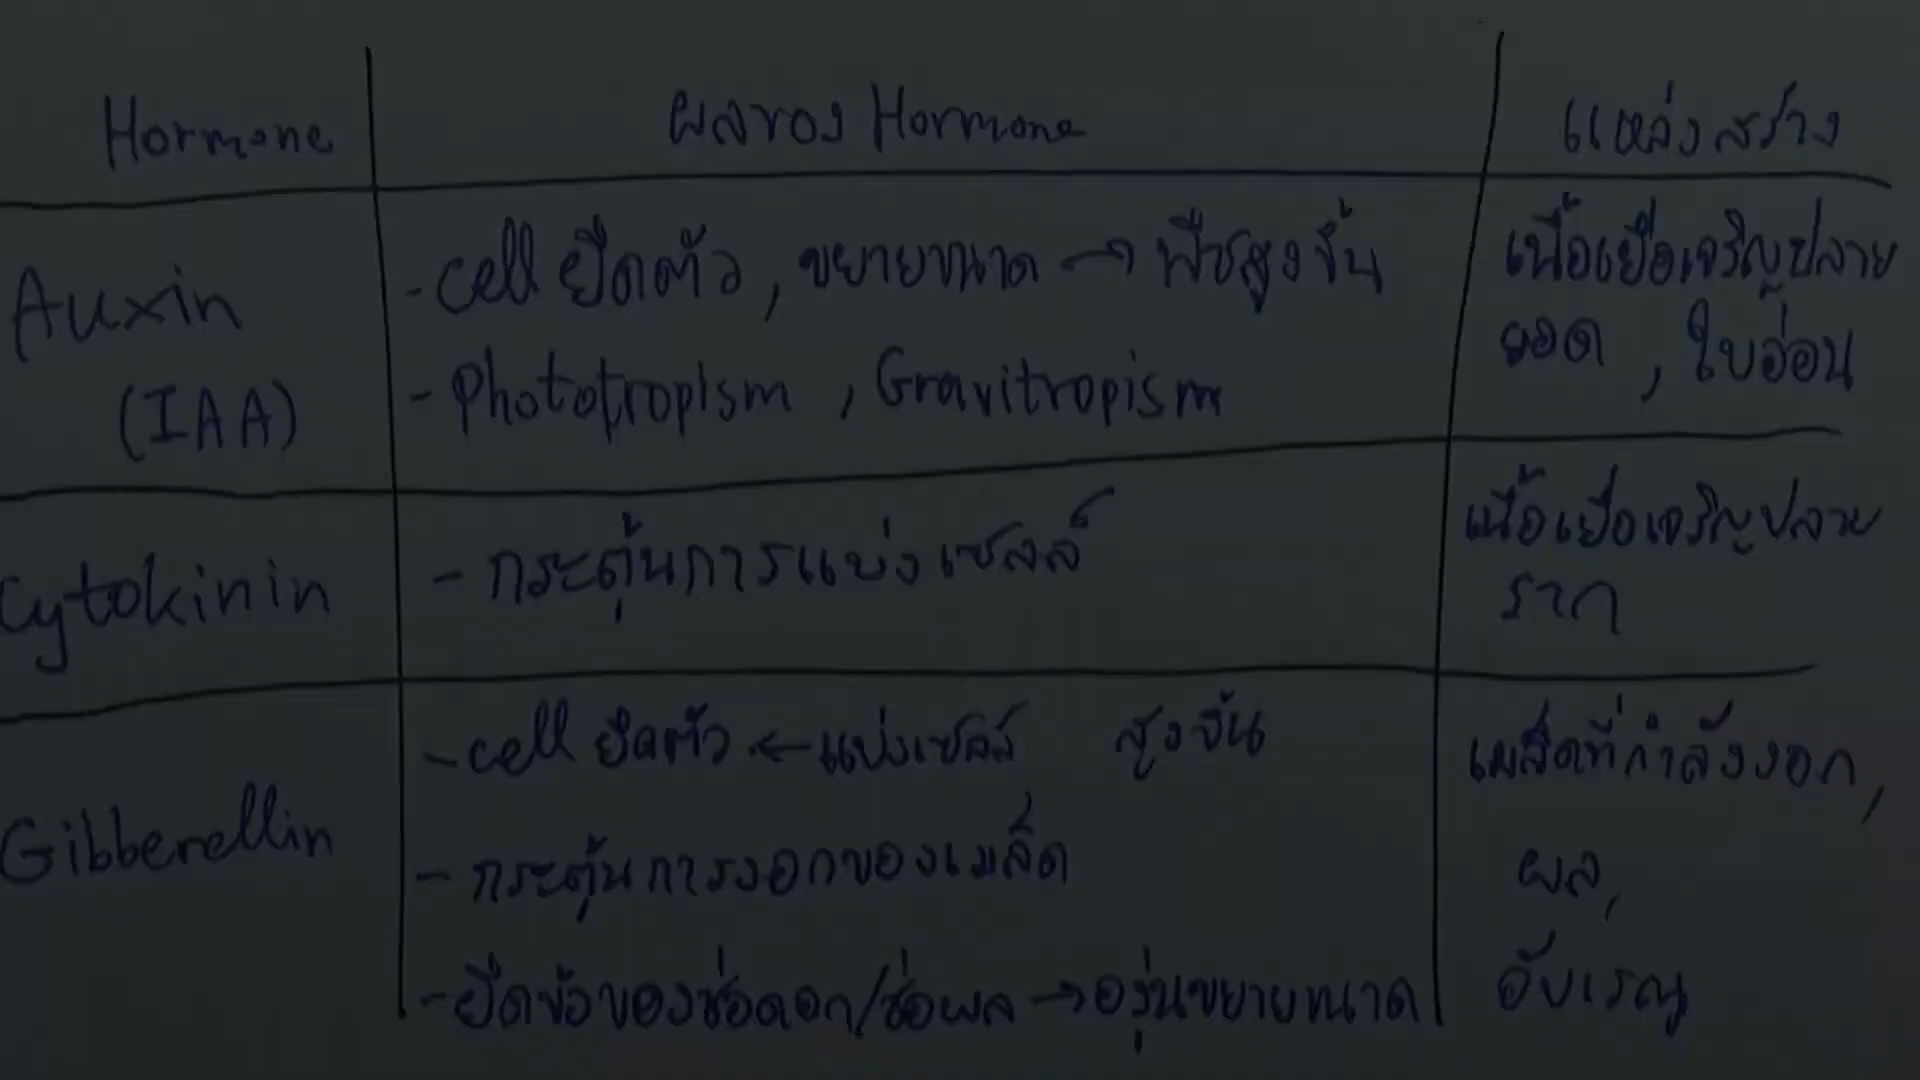 Hormone ผลของ Hormone แหล่งสร้าง
Auxin
(IAA)
- cell ยืดตัว, ขยายขนาด → พืชสูงขึ้น
- Phototropism, Gravitropism
เนื้อเยื่อเจริญปลาย
ยอด, ใบอ่อน
Cytokinin
- กระตุ้นการแบ่งเซลล์
เนื้อเยื่อเจริญปลาย
ราก
Gibberellin
- cell ยืดตัว ← แบ่งเซลล์ สูงขึ้น
- กระตุ้นการงอกของเมล็ด
- ยืดข้อของช่อดอก/ช่อผล → องุ่นขยายขนาด
เมล็ดที่กำลังงอก,
ผล,
อับเรณู